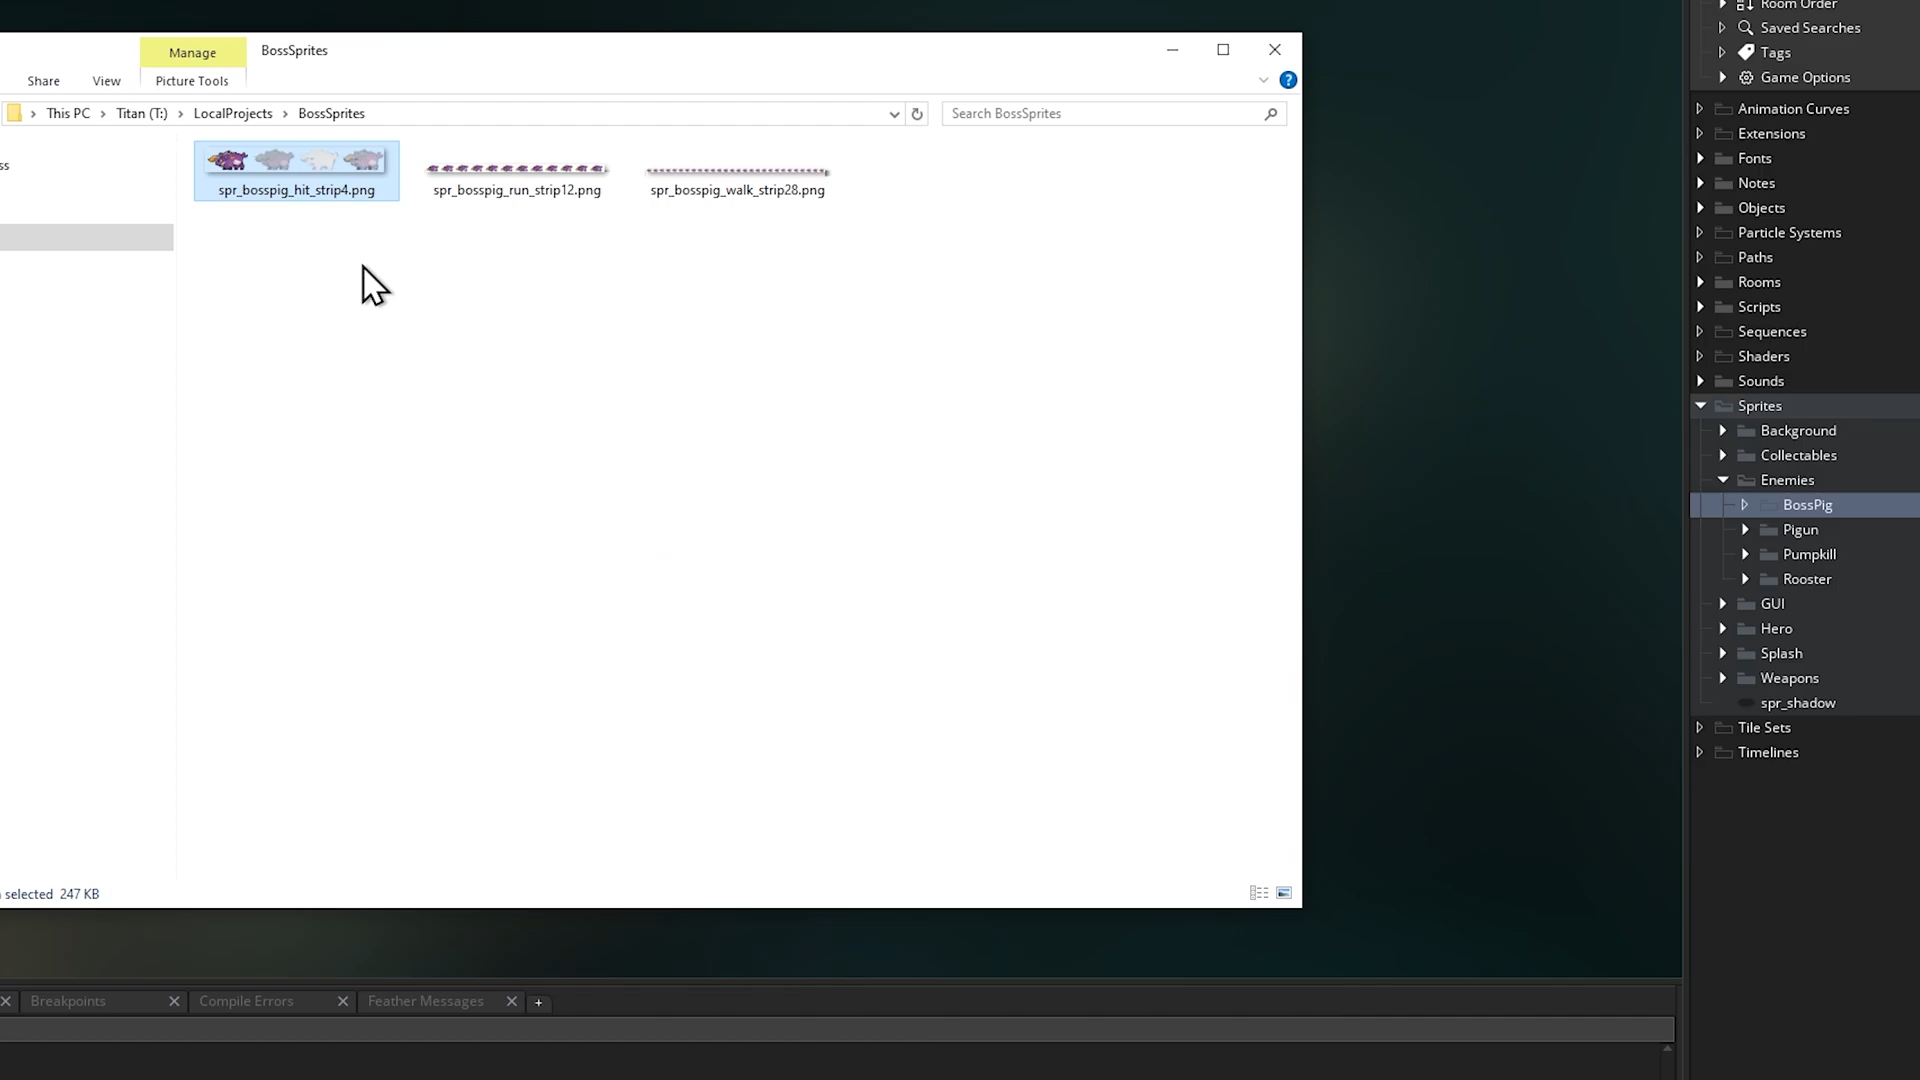 Manage
BossSprites
Share
View
Picture Tools
This PC
Titan (T:)
LocalProjects
BossSprites
Search BossSprites
ss
spr_bosspig_hit_strip4.png
spr_bosspig_run_strip12.png
spr_bosspig_walk_strip28.png
selected 247 KB
Breakpoints
Compile Errors
Feather Messages
Room Order
Saved Searches
Tags
Game Options
Animation Curves
Extensions
Fonts
Notes
Objects
Particle Systems
Paths
Rooms
Scripts
Sequences
Shaders
Sounds
Sprites
Background
Collectables
Enemies
BossPig
Pigun
Pumpkill
Rooster
GUI
Hero
Splash
Weapons
spr_shadow
Tile Sets
Timelines